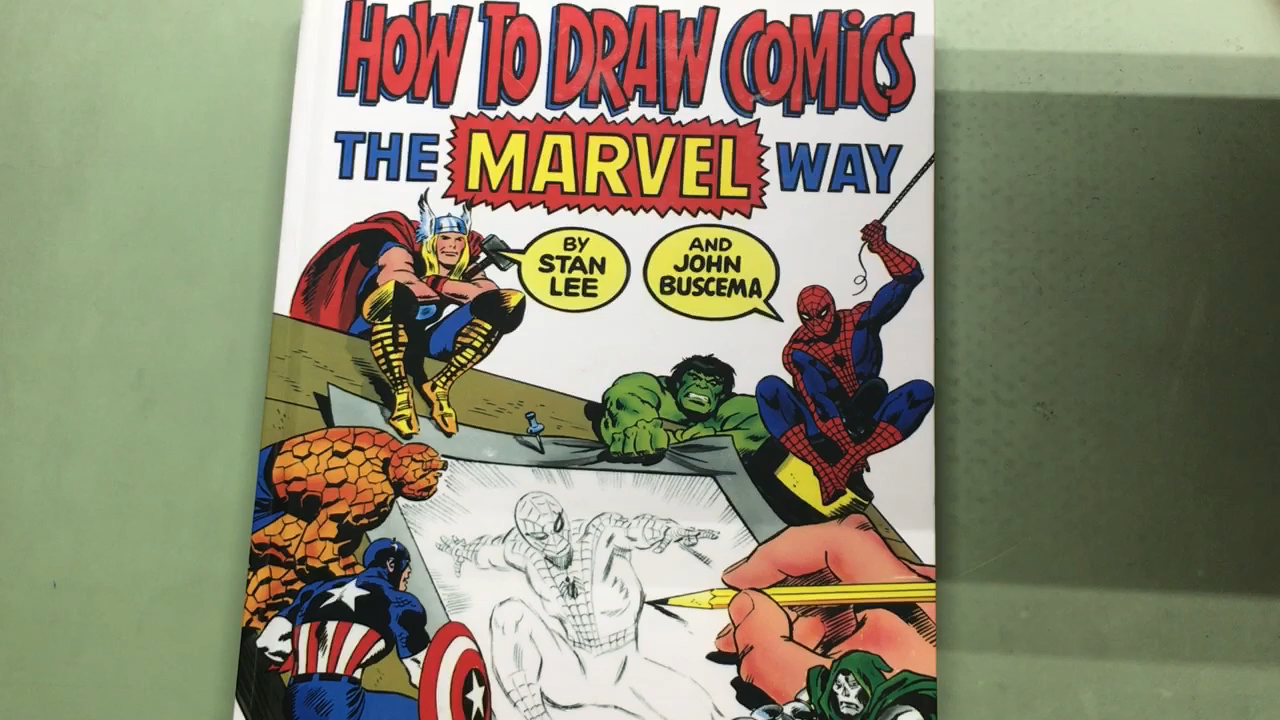 HOW TO DRAW COMICS
THE MARVEL WAY
BY
STAN
LEE
AND
JOHN
BUSCEMA